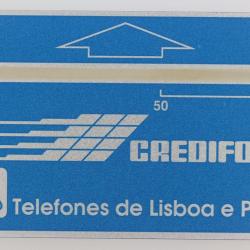 50
CREDIFO
Telefones de Lisboa e P